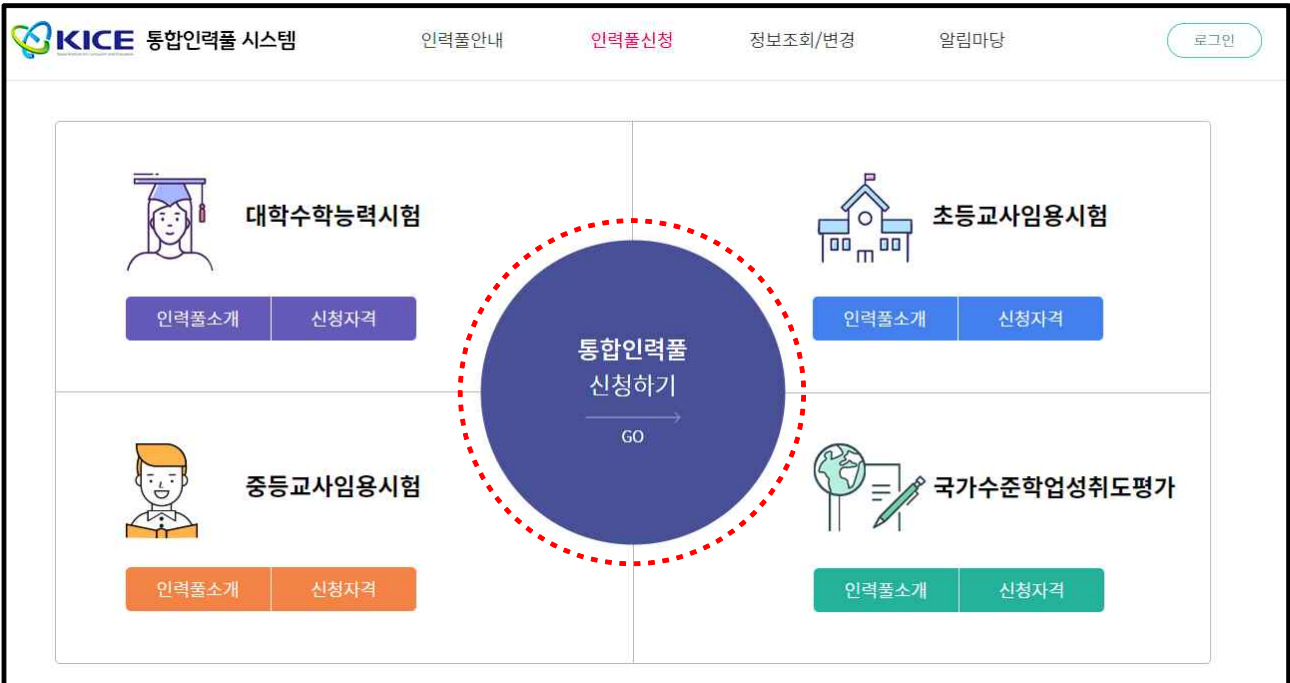 KICE 통합인력풀 시스템
인력풀안내
인력풀신청
정보조회/변경
알림마당
로그인
대학수학능력시험
인력풀소개
신청자격
초등교사임용시험
인력풀소개
신청자격
통합인력풀
신청하기
GO
중등교사임용시험
인력풀소개
신청자격
국가수준학업성취도평가
인력풀소개
신청자격